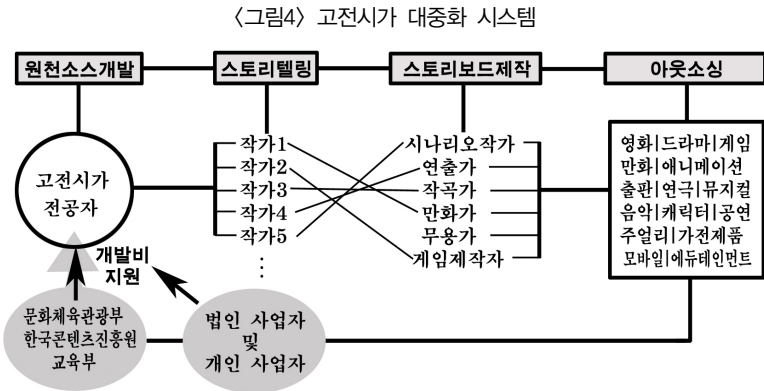 〈그림4〉 고전시가 대중화 시스템
원천소스개발
스토리텔링
스토리보드제작
아웃소싱
고전시가
전공자
작가1
작가2
작가3
작가4
작가5
⋮
시나리오작가
연출가
작곡가
만화가
무용가
게임제작자
영화|드라마|게임
만화|애니메이션
출판|연극|뮤지컬
음악|캐릭터|공연
주얼리|가전제품
모바일|에듀테인먼트
개발비
지원
문화체육관광부
한국콘텐츠진흥원
교육부
법인 사업자
및
개인 사업자